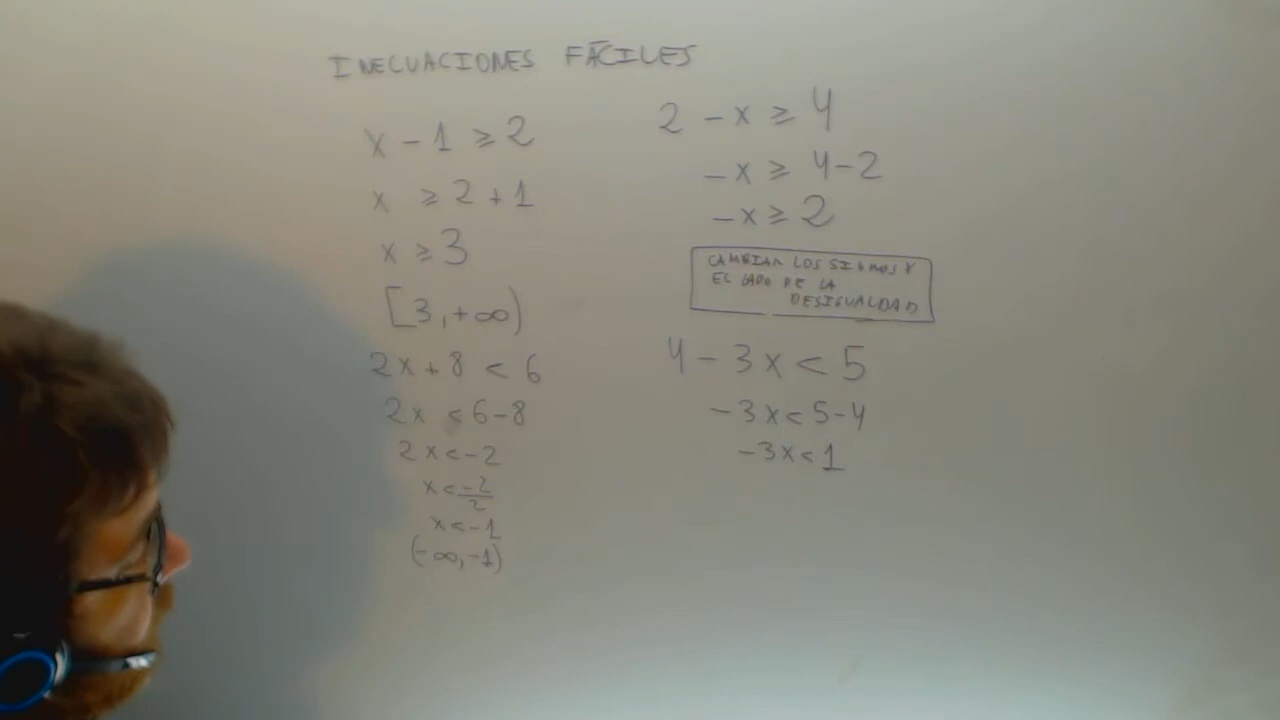 INECUACIONES FÁCILES
x - 1 ≥ 2
x ≥ 2 + 1
x ≥ 3
[3, +∞)
2x + 8 < 6
2x < 6 - 8
2x < -2
x < -2/2
x < -1
(-∞, -1)
2 - x ≥ 4
-x ≥ 4 - 2
-x ≥ 2
CAMBIAR LOS SIGNOS Y
EL LADO DE LA
DESIGUALDAD
4 - 3x < 5
-3x < 5 - 4
-3x < 1